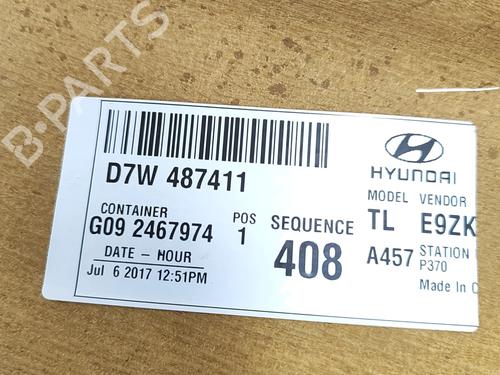 B-PARTS
HYUNDAI
D7W 487411
MODEL VENDOR
CONTAINER POS SEQUENCE TL E9ZK
G09 2467974 1 408
DATE - HOUR A457 STATION
P370
Jul 6 2017 12:51PM Made In C